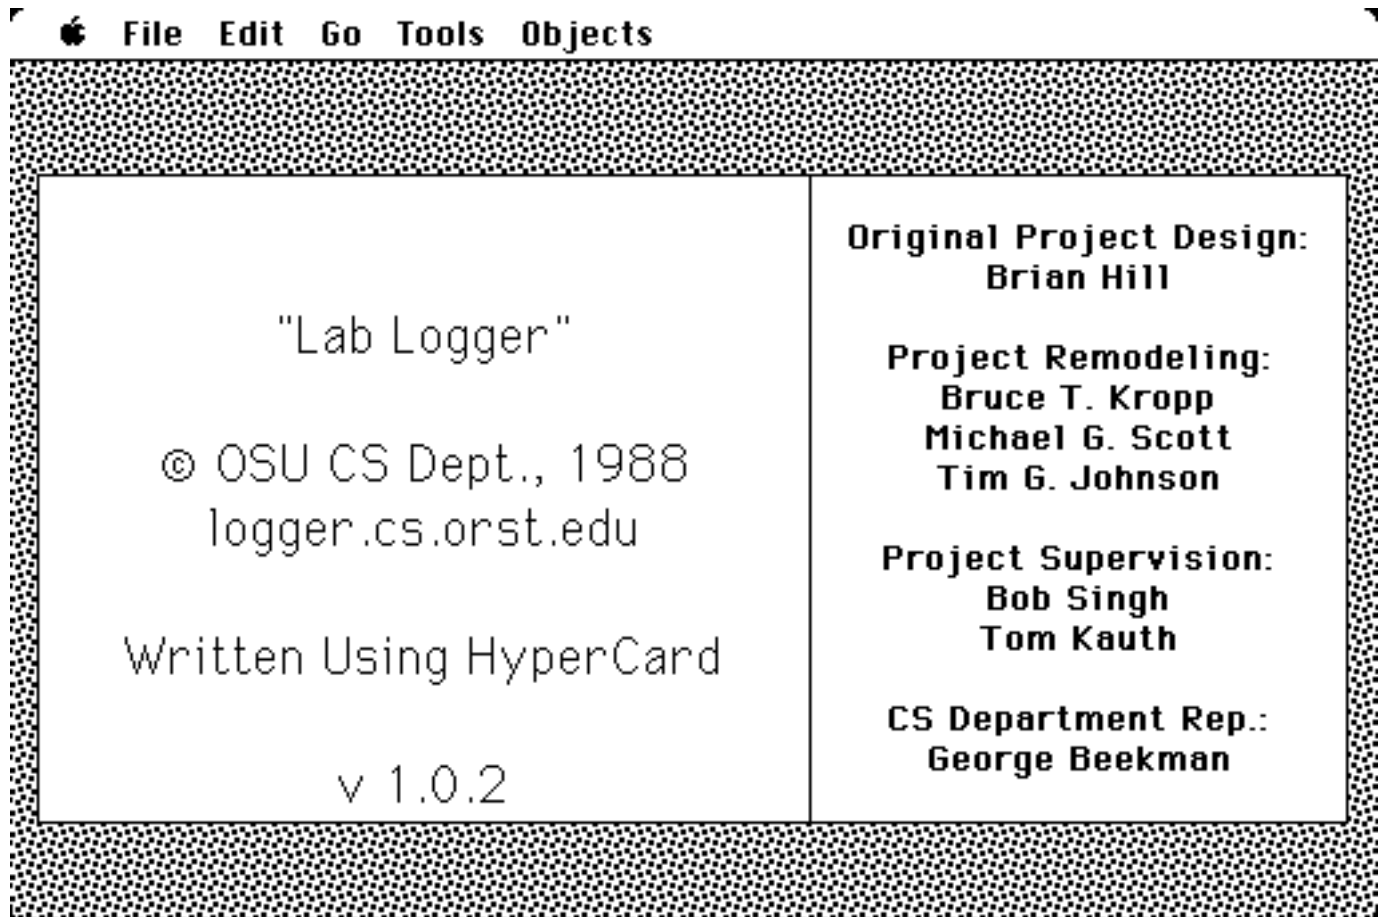 File Edit Go Tools Objects
"Lab Logger"
© OSU CS Dept., 1988
logger.cs.orst.edu
Written Using HyperCard
v 1.0.2
Original Project Design:
Brian Hill
Project Remodeling:
Bruce T. Kropp
Michael G. Scott
Tim G. Johnson
Project Supervision:
Bob Singh
Tom Kauth
CS Department Rep.:
George Beekman